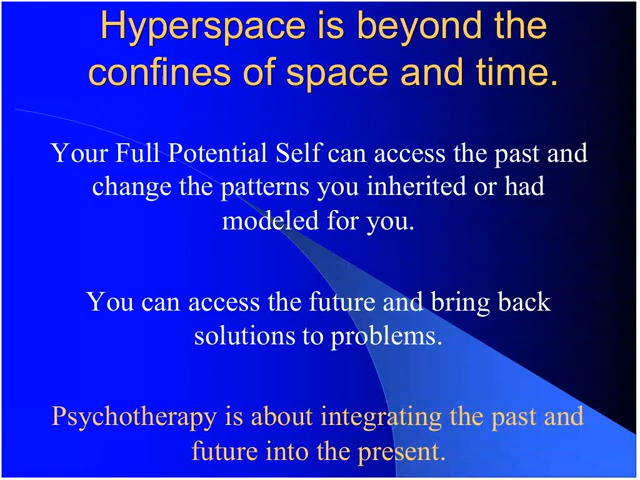 Hyperspace is beyond the
confines of space and time.
Your Full Potential Self can access the past and
change the patterns you inherited or had
modeled for you.
You can access the future and bring back
solutions to problems.
Psychotherapy is about integrating the past and
future into the present.